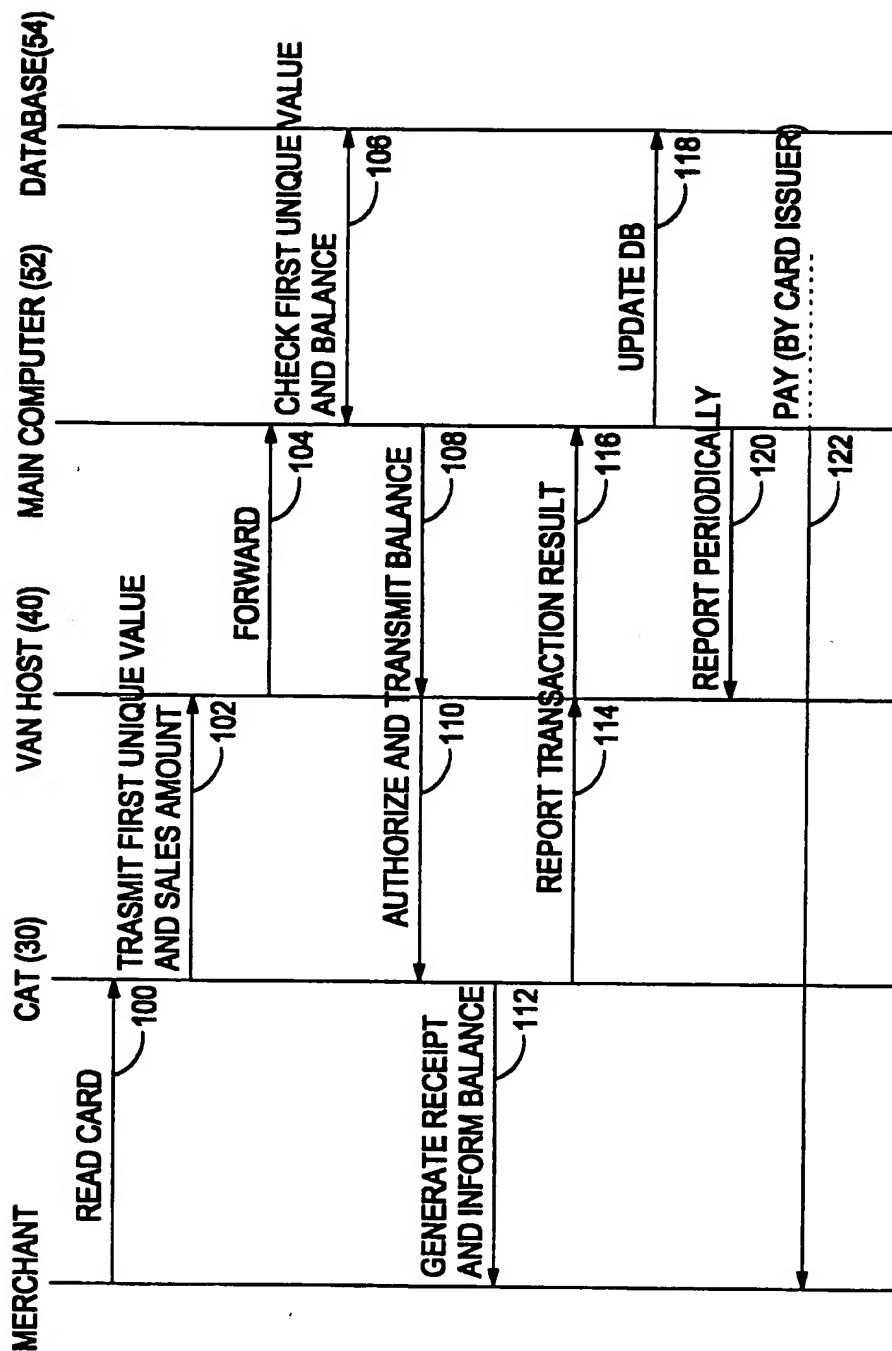 MERCHANT
CAT (30)
VAN HOST (40)
MAIN COMPUTER (52)
DATABASE(54)
READ CARD
100
TRASMIT FIRST UNIQUE VALUE
AND SALES AMOUNT
102
FORWARD
104
CHECK FIRST UNIQUE VALUE
AND BALANCE
106
AUTHORIZE AND TRANSMIT BALANCE
108
110
GENERATE RECEIPT
AND INFORM BALANCE
112
REPORT TRANSACTION RESULT
114
116
UPDATE DB
118
REPORT PERIODICALLY
120
PAY (BY CARD ISSUER)
122